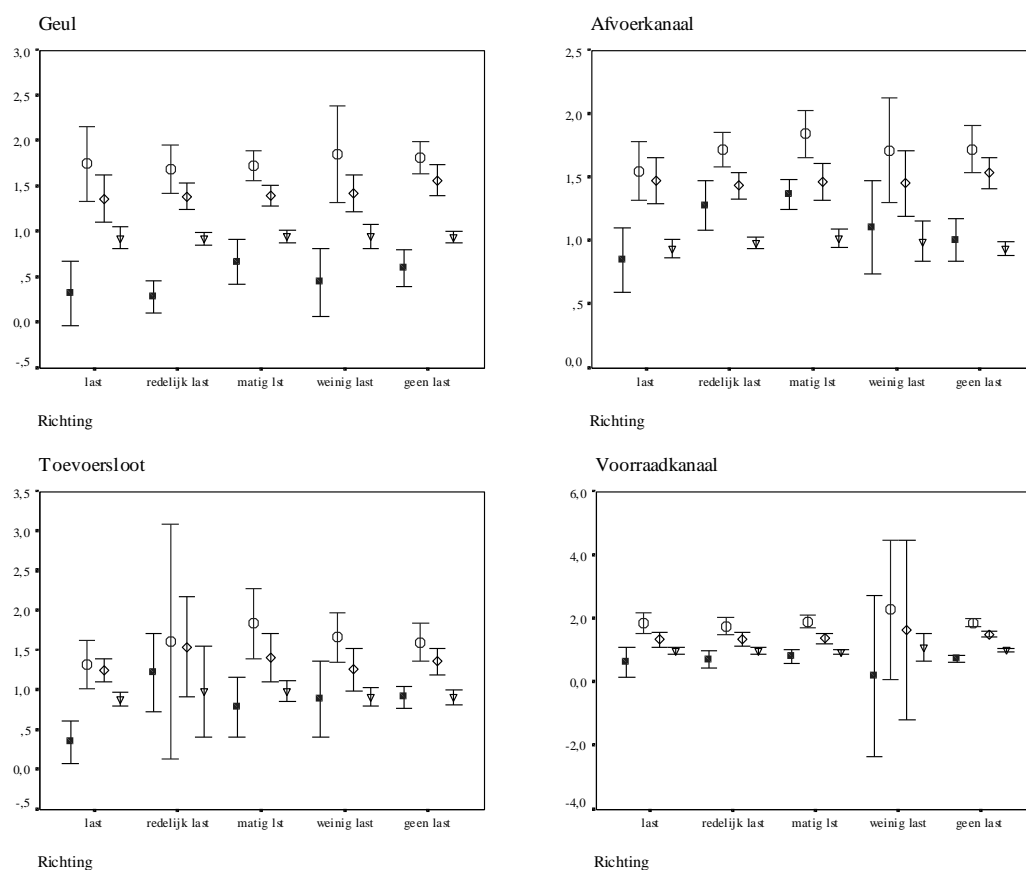 Geul
3,0
2,5
2,0
1,5
1,0
,5
0,0
-,5
last redelijk last matig lst weinig last geen last
Richting
Afvoerkanaal
2,5
2,0
1,5
1,0
,5
0,0
last redelijk last matig lst weinig last geen last
Richting
Toevoersloot
3,5
3,0
2,5
2,0
1,5
1,0
,5
0,0
-,5
last redelijk last matig lst weinig last geen last
Richting
Voorraadkanaal
6,0
4,0
2,0
0,0
-2,0
-4,0
last redelijk last matig lst weinig last geen last
Richting